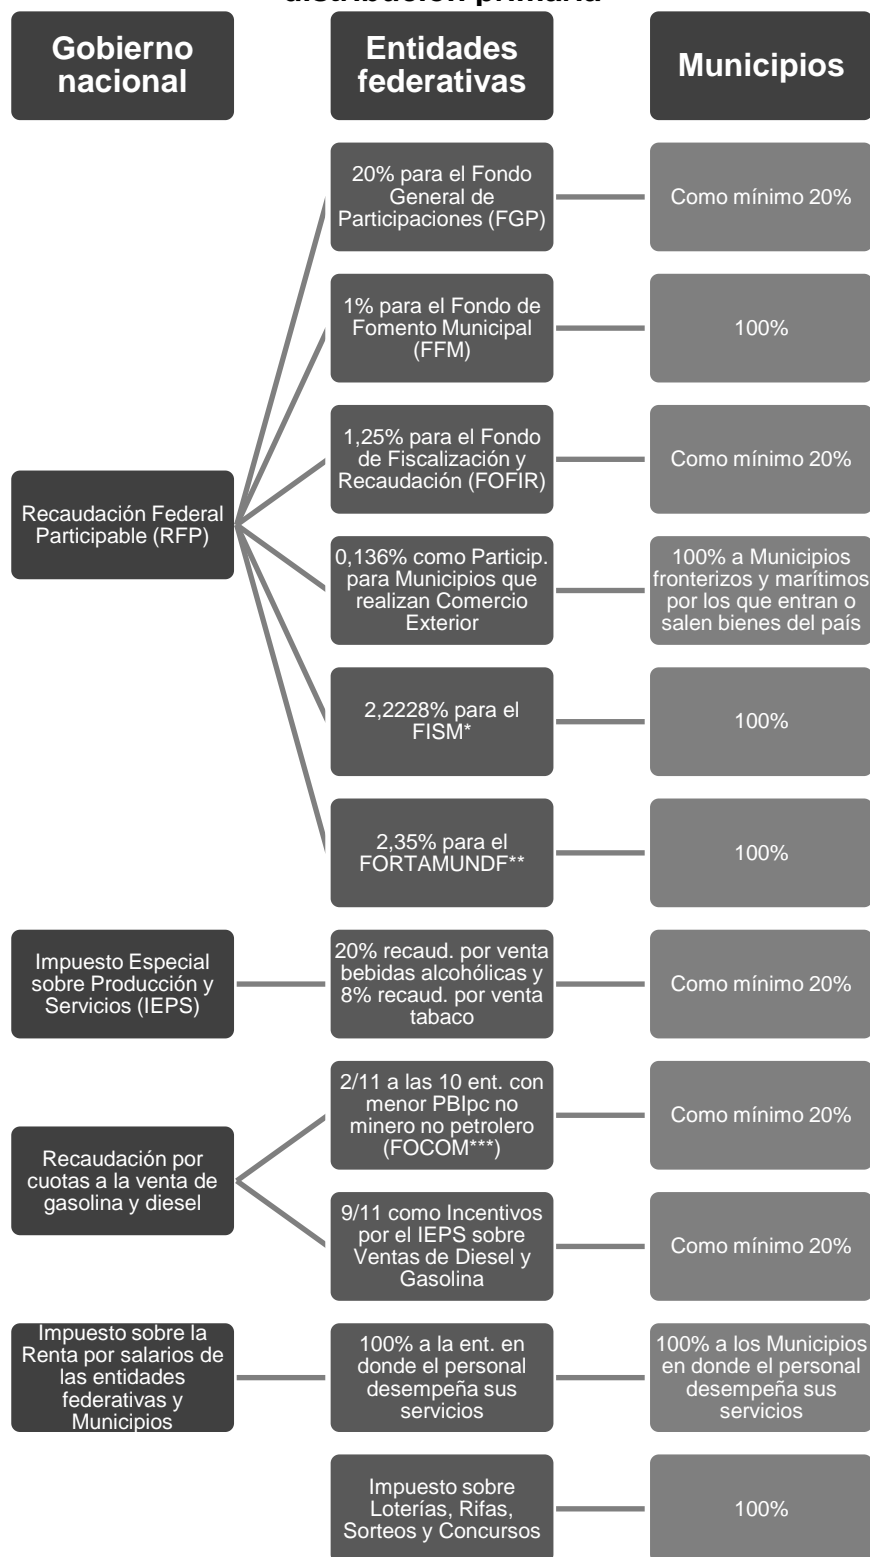 distribución primaria
Gobierno
nacional
Entidades
federativas
Municipios
20% para el Fondo
General de
Participaciones (FGP)
Como mínimo 20%
1% para el Fondo de
Fomento Municipal
(FFM)
100%
1,25% para el Fondo
de Fiscalización y
Recaudación (FOFIR)
Como mínimo 20%
Recaudación Federal
Participable (RFP)
0,136% como Particip.
para Municipios que
realizan Comercio
Exterior
100% a Municipios
fronterizos y marítimos
por los que entran o
salen bienes del país
2,2228% para el
FISM*
100%
2,35% para el
FORTAMUNDF**
100%
Impuesto Especial
sobre Producción y
Servicios (IEPS)
20% recaud. por venta
bebidas alcohólicas y
8% recaud. por venta
tabaco
Como mínimo 20%
Recaudación por
cuotas a la venta de
gasolina y diesel
2/11 a las 10 ent. con
menor PBIpc no
minero no petrolero
(FOCOM***)
Como mínimo 20%
9/11 como Incentivos
por el IEPS sobre
Ventas de Diesel y
Gasolina
Como mínimo 20%
Impuesto sobre la
Renta por salarios de
las entidades
federativas y
Municipios
100% a la ent. en
donde el personal
desempeña sus
servicios
100% a los Municipios
en donde el personal
desempeña sus
servicios
Impuesto sobre
Loterías, Rifas,
Sorteos y Concursos
100%